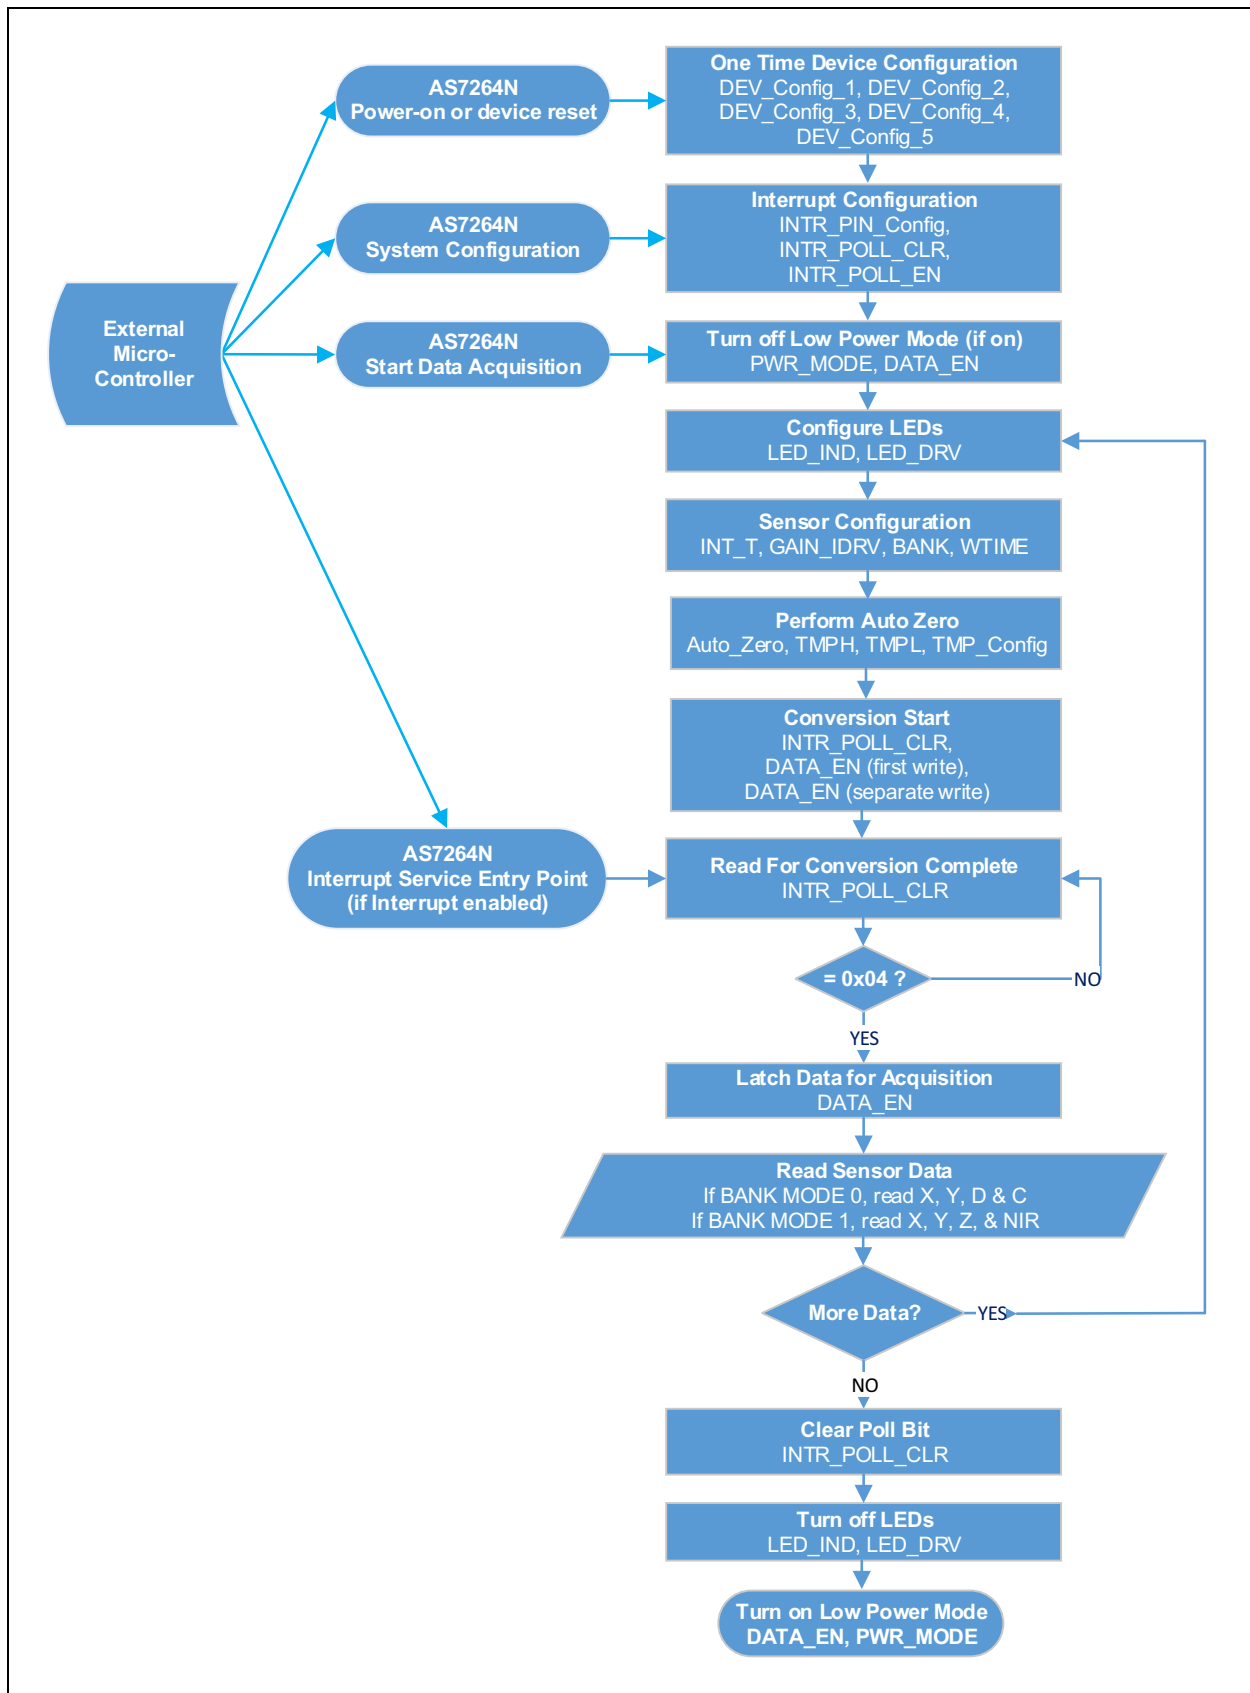 One Time Device Configuration
DEV_Config_1, DEV_Config_2,
DEV_Config_3, DEV_Config_4,
DEV_Config_5
AS7264N
Power-on or device reset
Interrupt Configuration
INTR_PIN_Config,
INTR_POLL_CLR,
INTR_POLL_EN
AS7264N
System Configuration
External
Micro-
Controller
AS7264N
Start Data Acquisition
Turn off Low Power Mode (if on)
PWR_MODE, DATA_EN
Configure LEDs
LED_IND, LED_DRV
Sensor Configuration
INT_T, GAIN_IDRV, BANK, WTIME
Perform Auto Zero
Auto_Zero, TMPH, TMPL, TMP_Config
Conversion Start
INTR_POLL_CLR,
DATA_EN (first write),
DATA_EN (separate write)
AS7264N
Interrupt Service Entry Point
(if Interrupt enabled)
Read For Conversion Complete
INTR_POLL_CLR
= 0x04 ?
NO
YES
Latch Data for Acquisition
DATA_EN
Read Sensor Data
If BANK MODE 0, read X, Y, D & C
If BANK MODE 1, read X, Y, Z, & NIR
More Data?
YES
NO
Clear Poll Bit
INTR_POLL_CLR
Turn off LEDs
LED_IND, LED_DRV
Turn on Low Power Mode
DATA_EN, PWR_MODE